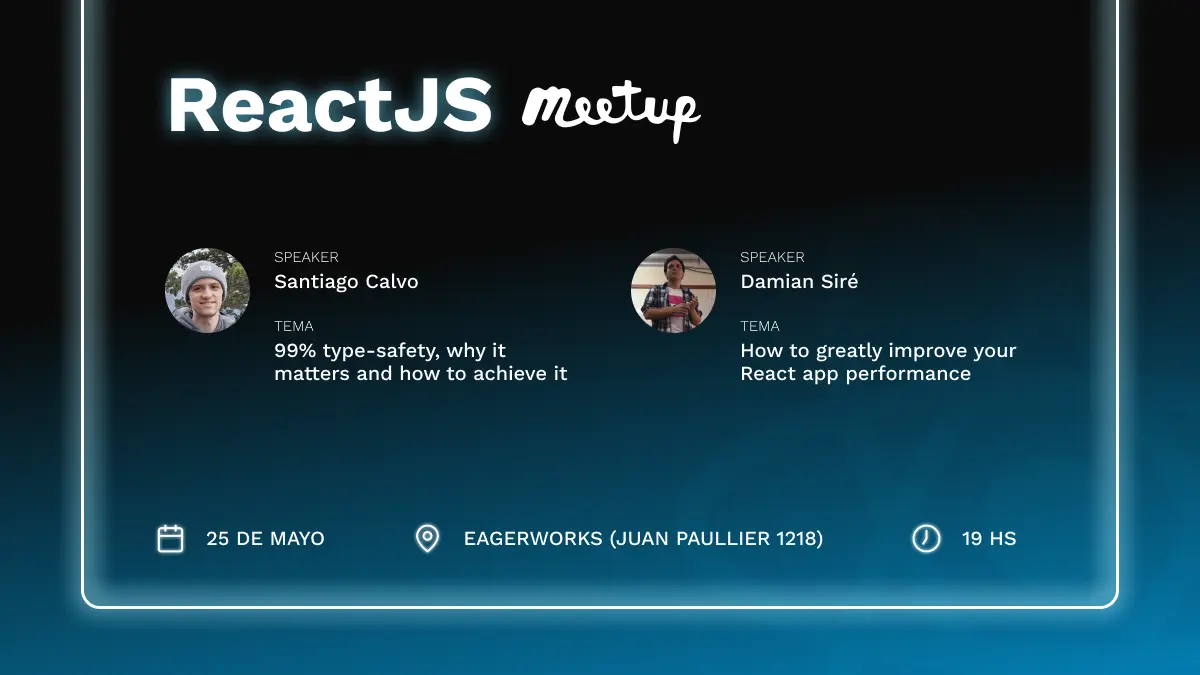 ReactJS meetup
SPEAKER
Santiago Calvo
TEMA
99% type-safety, why it
matters and how to achieve it
SPEAKER
Damian Siré
TEMA
How to greatly improve your
React app performance
25 DE MAYO
EAGERWORKS (JUAN PAULLIER 1218)
19 HS